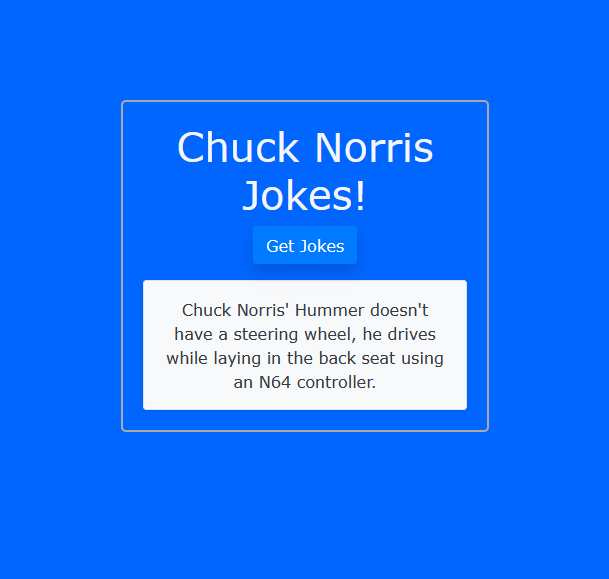 Chuck Norris
Jokes!
Get Jokes
Chuck Norris' Hummer doesn't
have a steering wheel, he drives
while laying in the back seat using
an N64 controller.